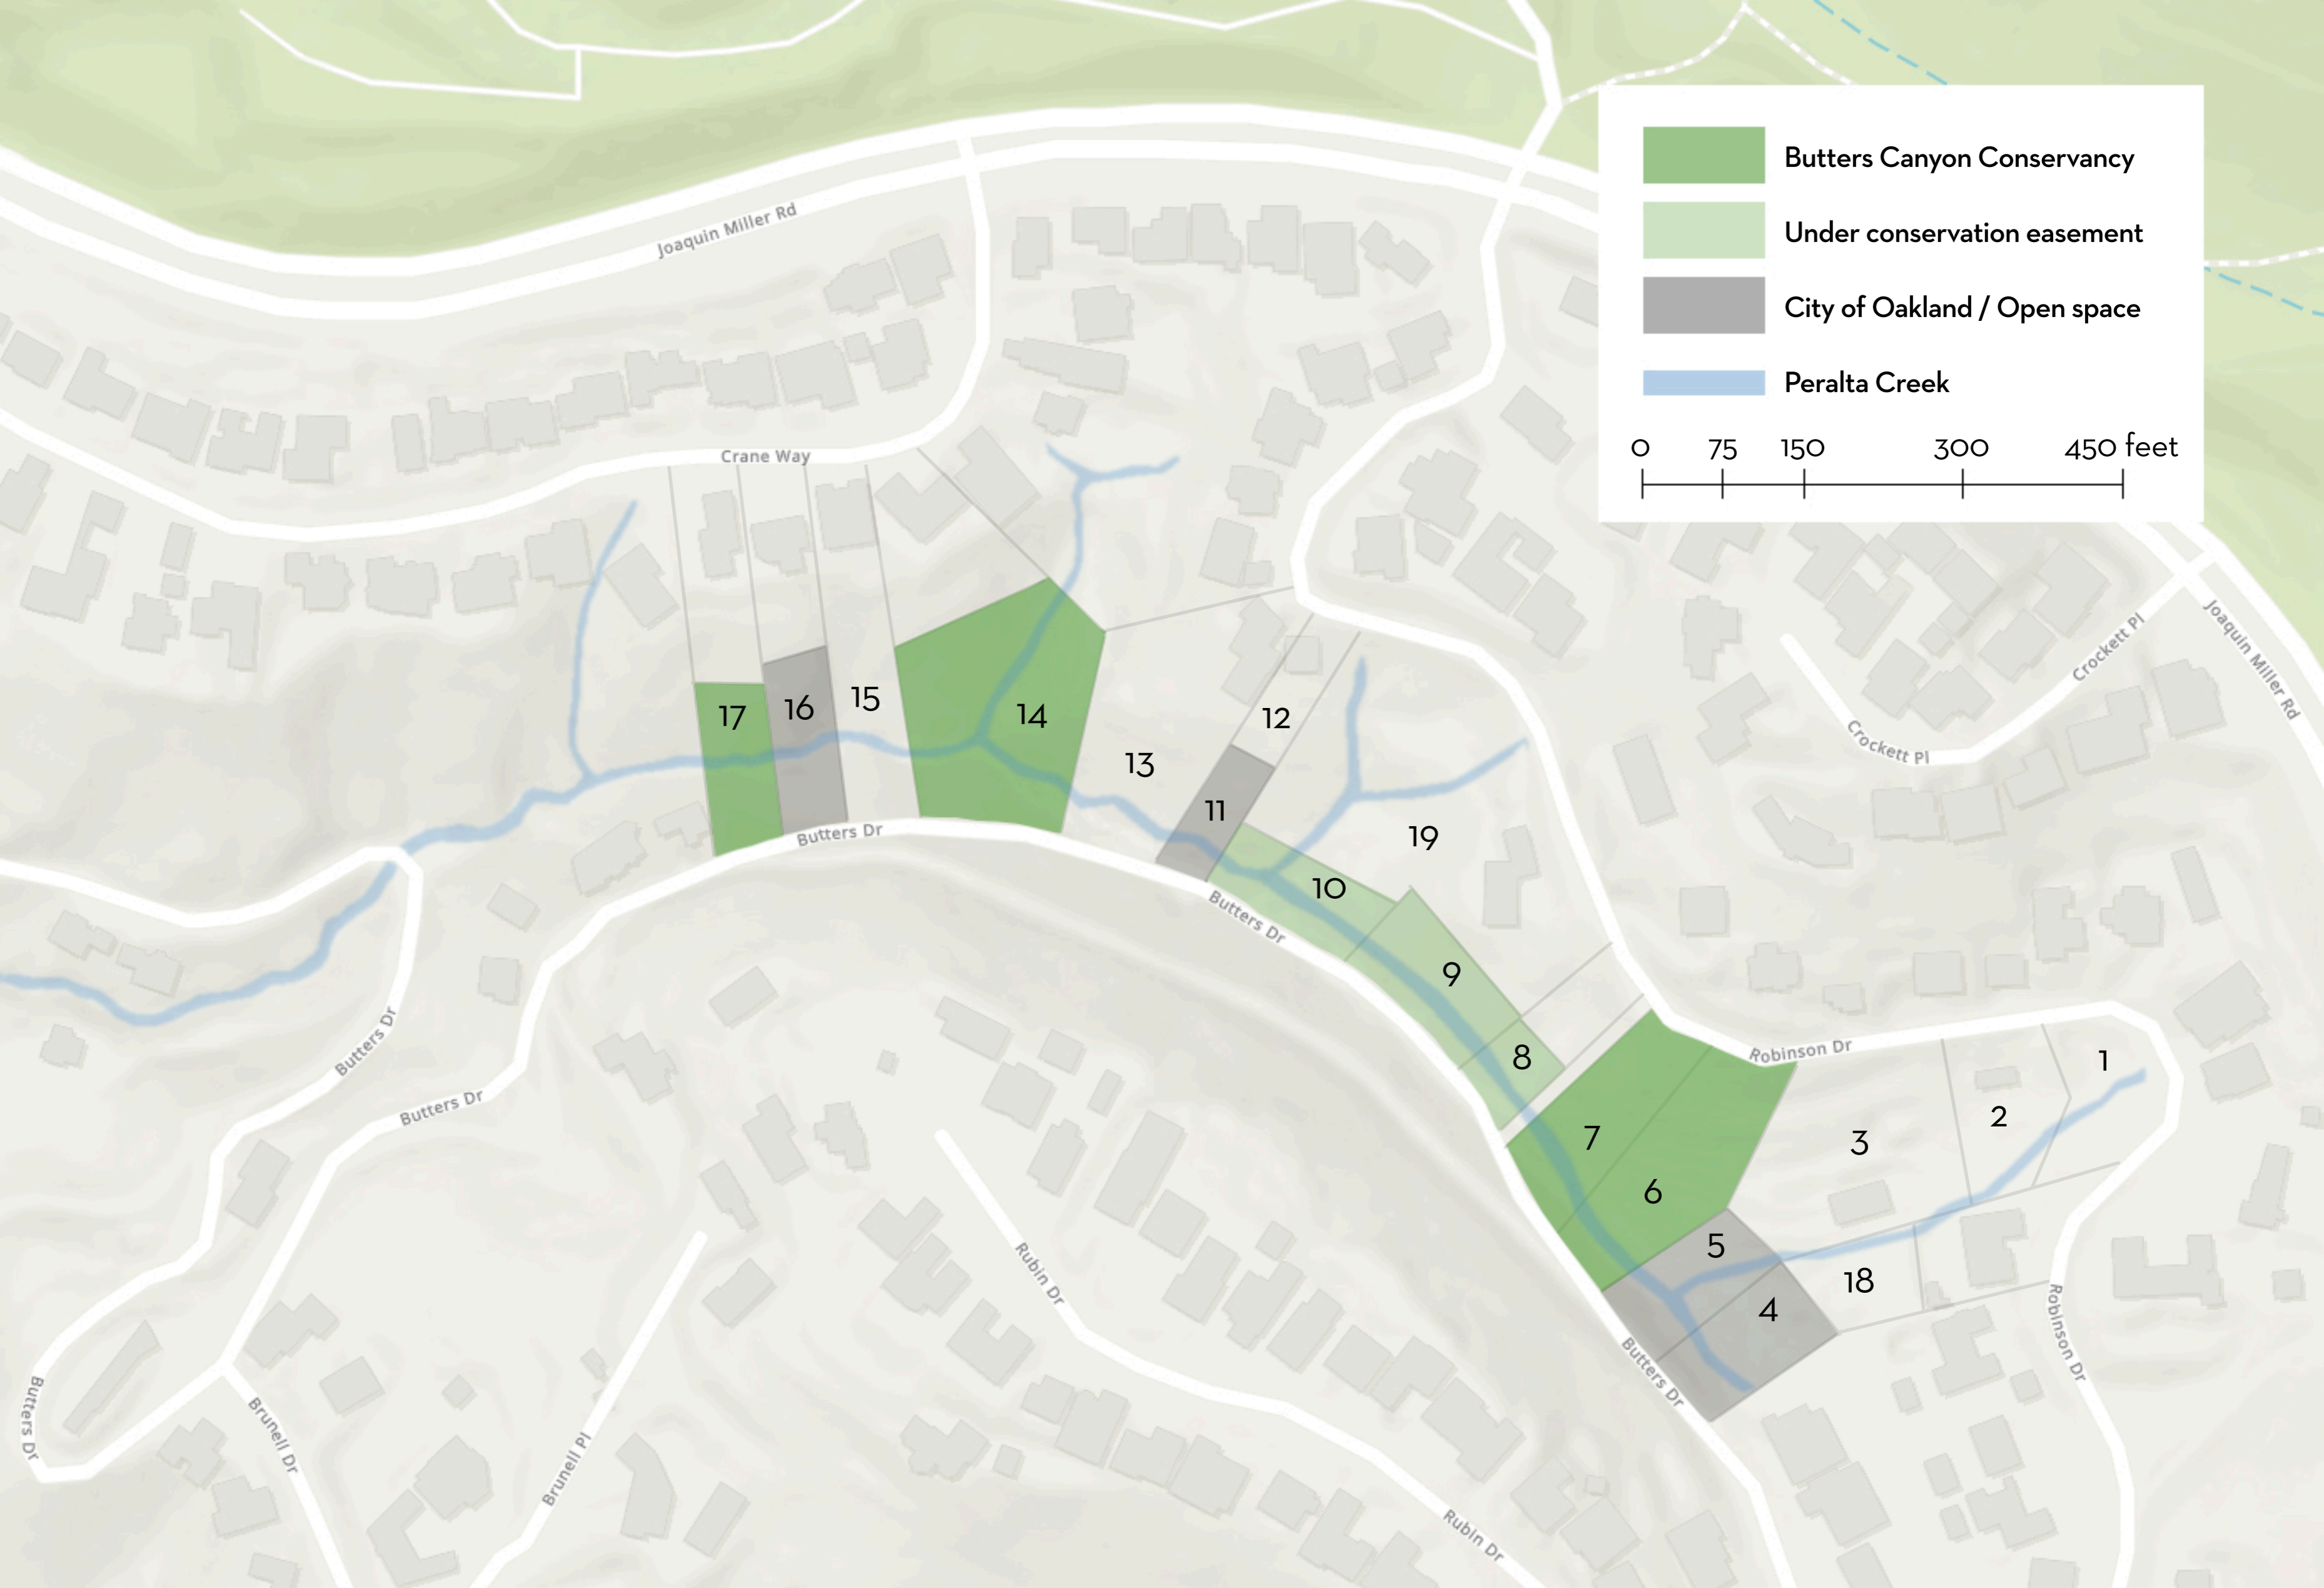 Butters Canyon Conservancy
Under conservation easement
City of Oakland / Open space
Peralta Creek
0 75 150 300 450 feet
Joaquin Miller Rd
Crane Way
Joaquin Miller Rd
Crockett Pl
Crockett Pl
17
16
15
14
13
12
11
10
19
9
8
7
6
5
4
18
3
2
1
Butters Dr
Butters Dr
Robinson Dr
Butters Dr
Butters Dr
Rubin Dr
Robinson Dr
Butters Dr
Butters Dr
Brunell Dr
Brunell Pl
Rubin Dr